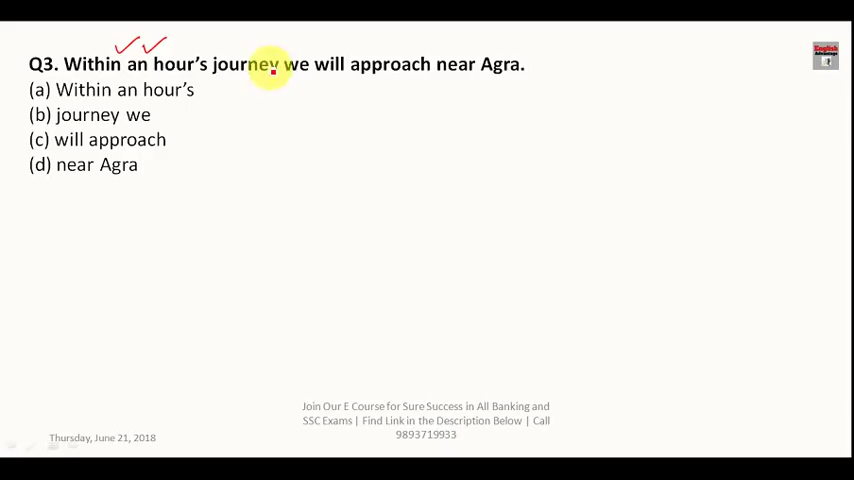 Q3. Within an hour's journey we will approach near Agra.
(a) Within an hour's
(b) journey we
(c) will approach
(d) near Agra
English
Advantage
Join Our E Course for Sure Success in All Banking and
SSC Exams | Find Link in the Description Below | Call
9893719933
Thursday, June 21, 2018